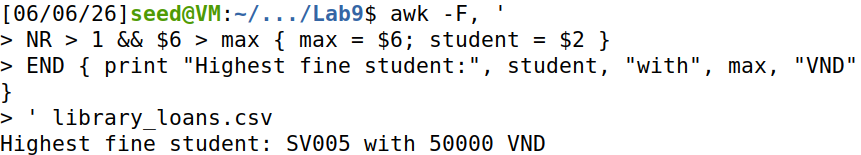 [06/06/26]seed@VM:~/.../Lab9$ awk -F, '
> NR > 1 && $6 > max { max = $6; student = $2 }
> END { print "Highest fine student:", student, "with", max, "VND"
}
> ' library_loans.csv
Highest fine student: SV005 with 50000 VND